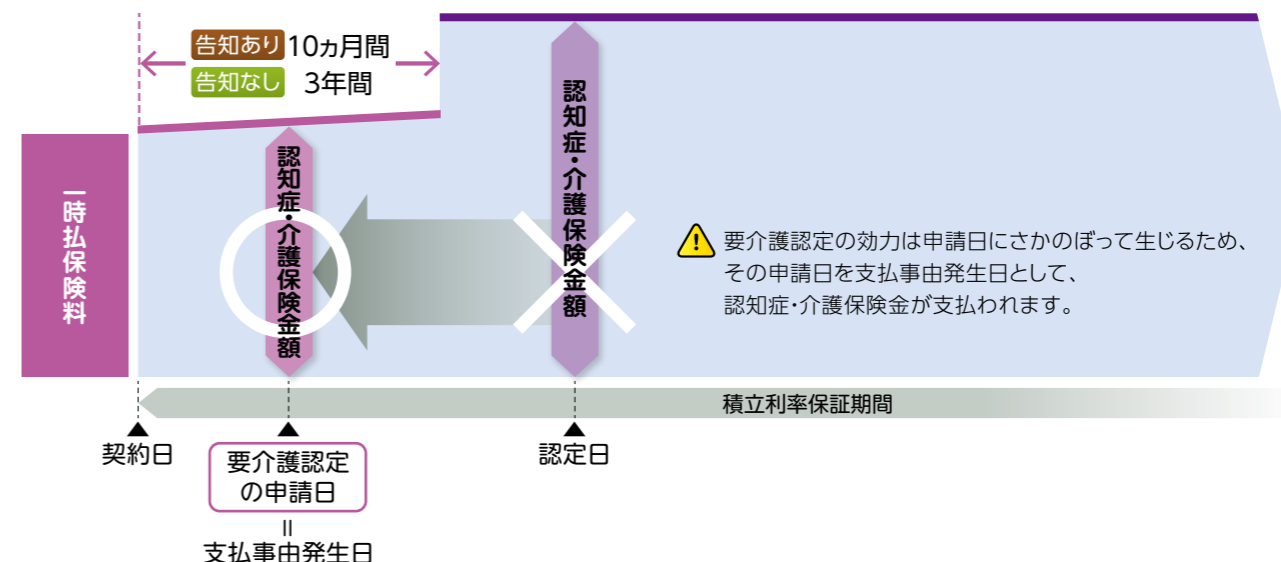 告知あり 10ヵ月間
告知なし 3年間
一時払保険料
認知症・介護保険金額
認知症・介護保険金額
要介護認定の効力は申請日にさかのぼって生じるため、
その申請日を支払事由発生日として、
認知症・介護保険金が支払われます。
積立利率保証期間
契約日
要介護認定
の申請日
=
支払事由発生日
認定日